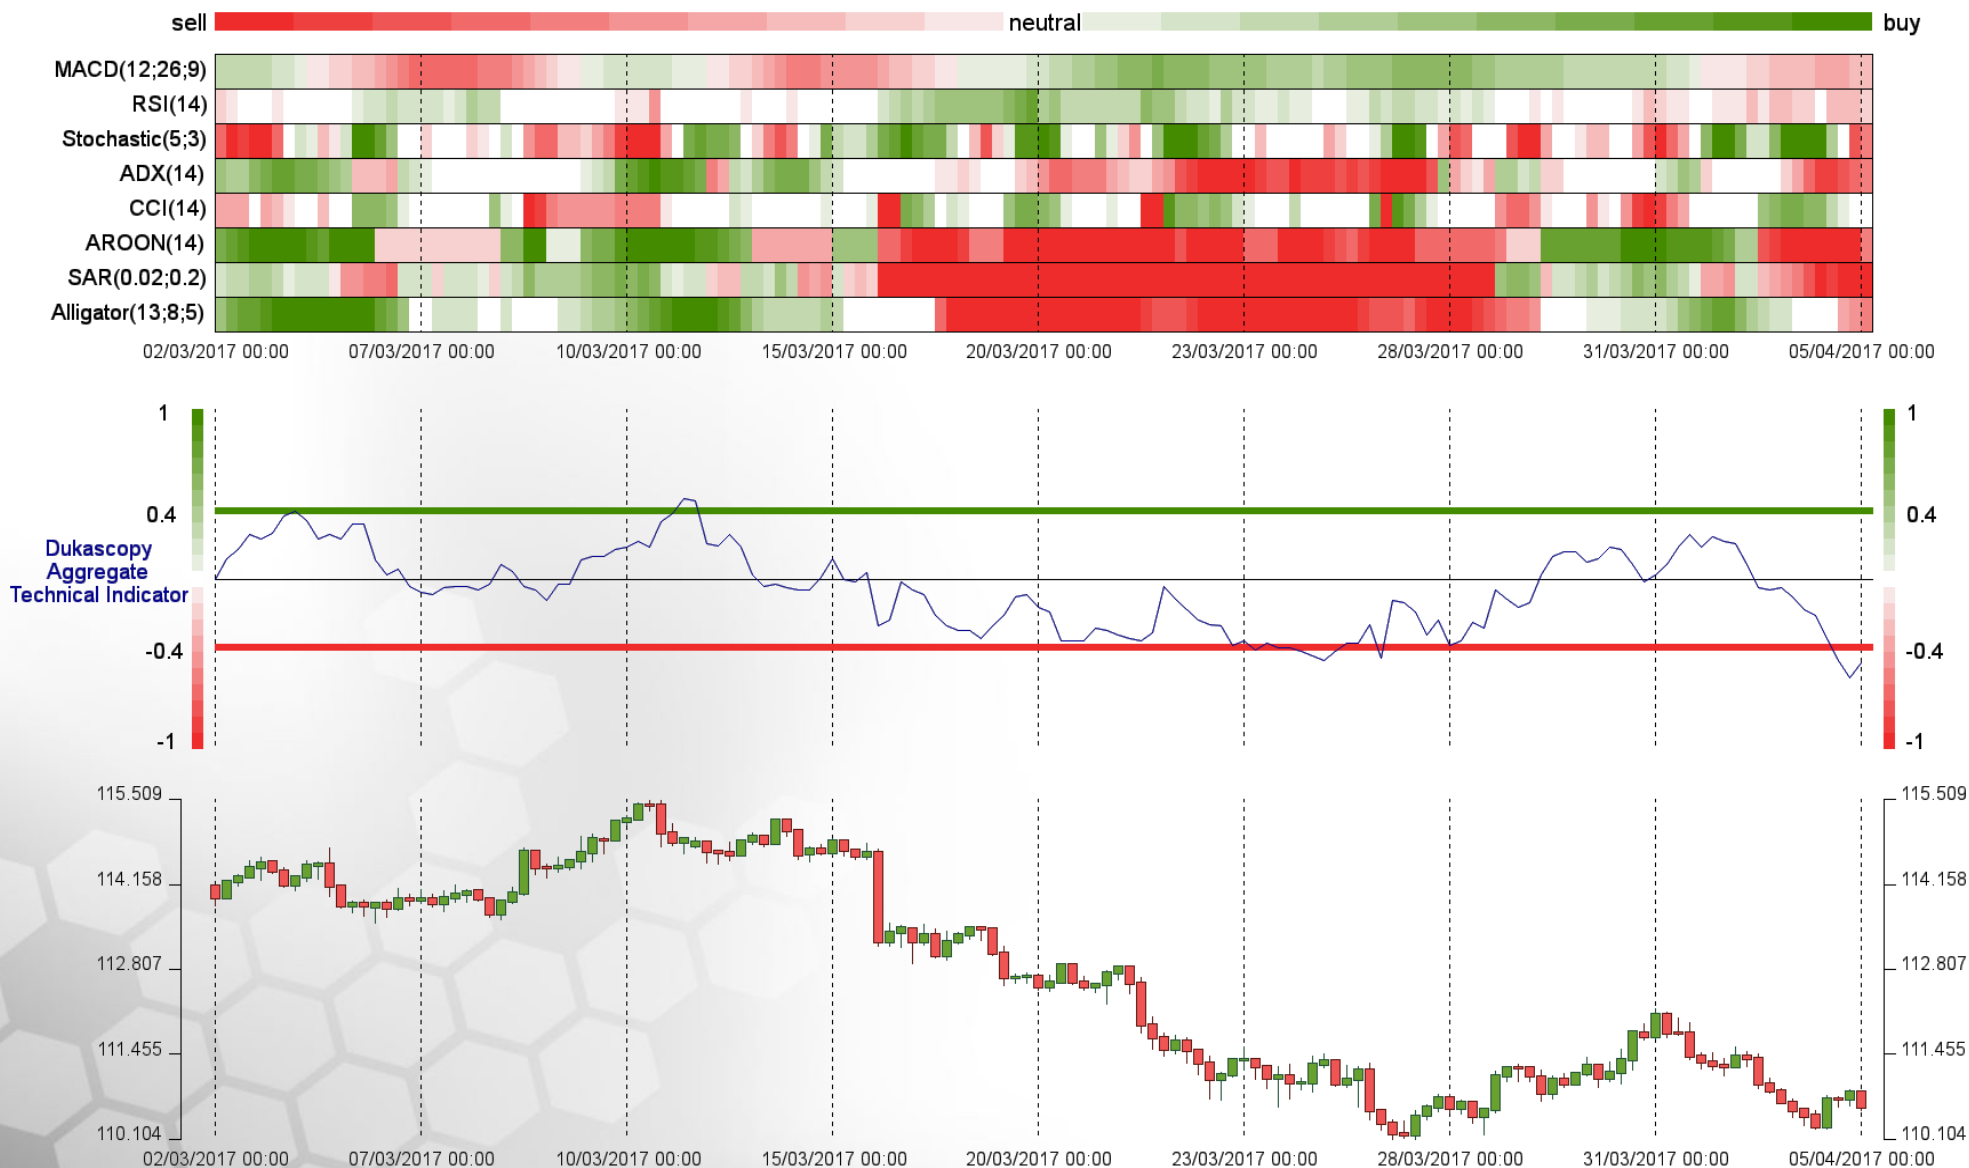 sell neutral buy
MACD(12;26;9)
RSI(14)
Stochastic(5;3)
ADX(14)
CCI(14)
AROON(14)
SAR(0.02;0.2)
Alligator(13;8;5)
02/03/2017 00:00 07/03/2017 00:00 10/03/2017 00:00 15/03/2017 00:00 20/03/2017 00:00 23/03/2017 00:00 28/03/2017 00:00 31/03/2017 00:00 05/04/2017 00:00
1 1
0.4 0.4
Dukascopy
Aggregate
Technical Indicator
-0.4 -0.4
-1 -1
115.509 115.509
114.158 114.158
112.807 112.807
111.455 111.455
110.104 110.104
02/03/2017 00:00 07/03/2017 00:00 10/03/2017 00:00 15/03/2017 00:00 20/03/2017 00:00 23/03/2017 00:00 28/03/2017 00:00 31/03/2017 00:00 05/04/2017 00:00